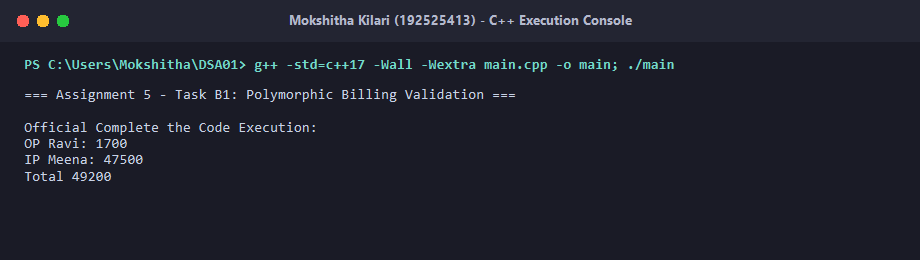 Mokshitha Kilari (192525413) - C++ Execution Console
PS C:\Users\Mokshitha\DSA01> g++ -std=c++17 -Wall -Wextra main.cpp -o main; ./main
=== Assignment 5 - Task B1: Polymorphic Billing Validation ===
Official Complete the Code Execution:
OP Ravi: 1700
IP Meena: 47500
Total 49200